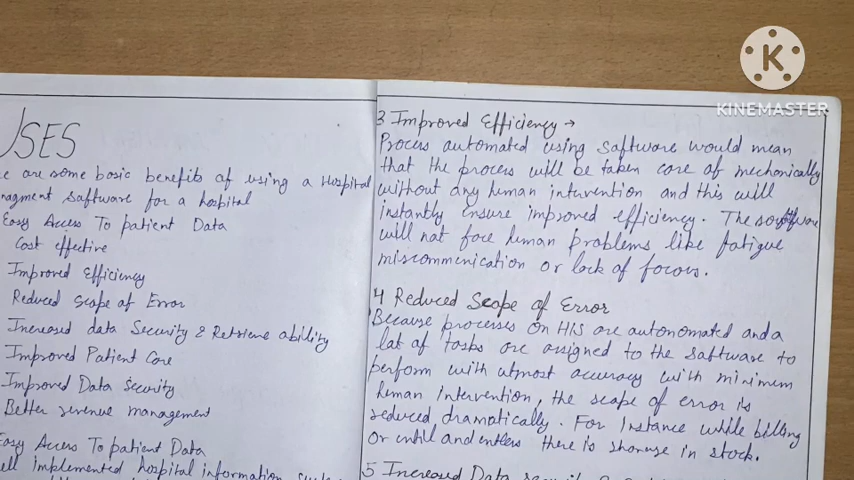 USES
are some basic benefits of using a Hospital
managment software for a hospital
Easy Access To patient Data
Cost effective
Improved Efficiency
Reduced Scope of Error
Increased data Security & Retrieve ability
Improved Patient Care
Improved Data Security
Better revenue management
Easy Access To patient Data
implemented hospital information
3 Improved Efficiency →
Process automated using software would mean
that the process will be taken care of mechanically
without any human intervention and this will
instantly ensure improved efficiency. The software
will not face human problems like fatigue
miscommunication or lack of focous.
4 Reduced Scope of Error
Because processes on HIS are autonomated and a
lot of tasks are assigned to the software to
perform with utmost accuracy with minimum
human intervention, the scope of error is
reduced dramatically. For instance while billing
or and there is in stock.
5 Increased Data
KINEMASTER